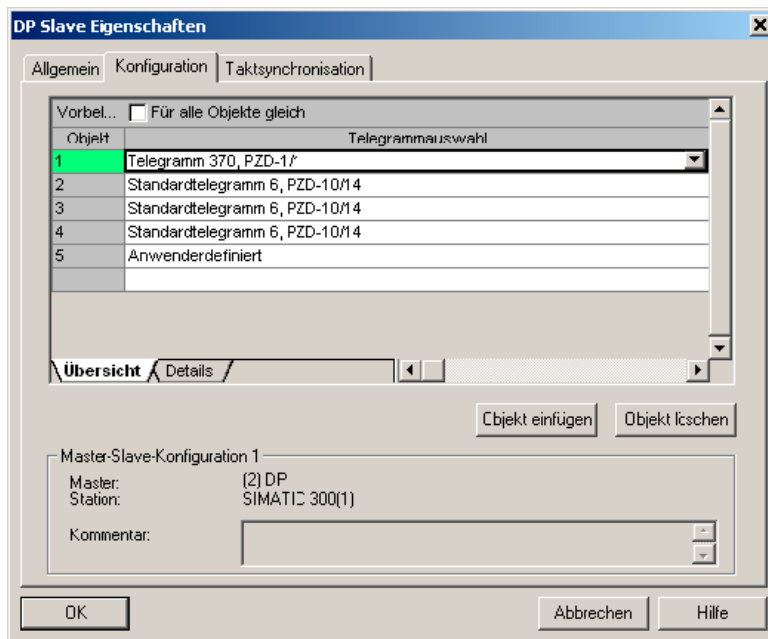 DP Slave Eigenschaften
Allgemein Konfiguration Taktsynchronisation
Vorbel... Für alle Objekte gleich
Objekt Telegrammauswahl
1 Telegramm 370, PZD-1/1
2 Standardtelegramm 6, PZD-10/14
3 Standardtelegramm 6, PZD-10/14
4 Standardtelegramm 6, PZD-10/14
5 Anwenderdefiniert
Übersicht Details
Objekt einfügen Objekt löschen
Master-Slave-Konfiguration 1
Master: (2) DP
Station: SIMATIC 300(1)
Kommentar:
OK Abbrechen Hilfe